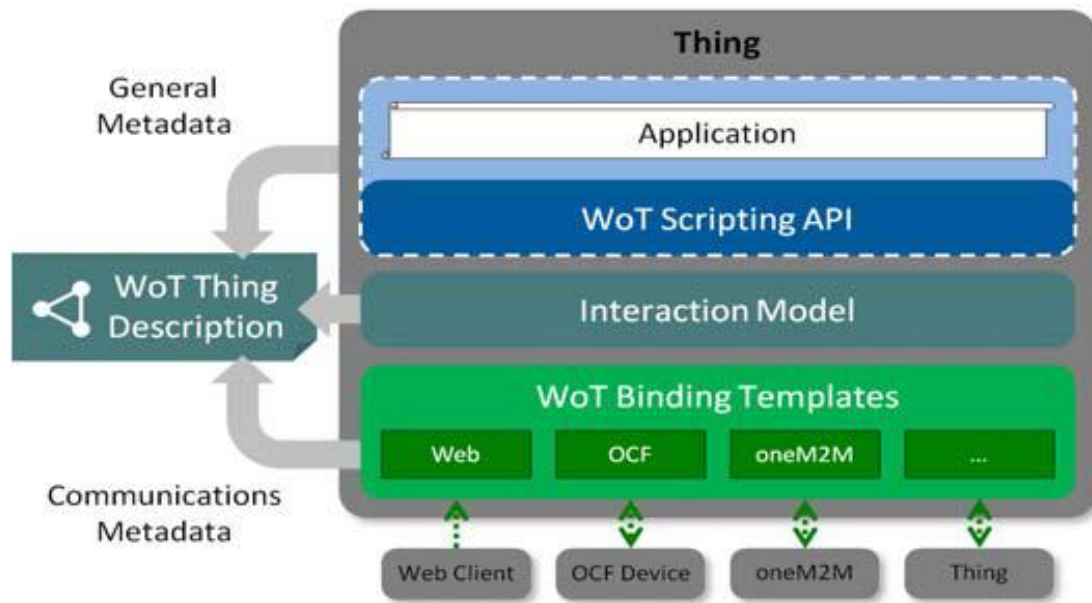 Thing
General
Metadata
Application
WoT Scripting API
WoT Thing
Description
Interaction Model
WoT Binding Templates
Web
OCF
oneM2M
...
Communications
Metadata
Web Client
OCF Device
oneM2M
Thing